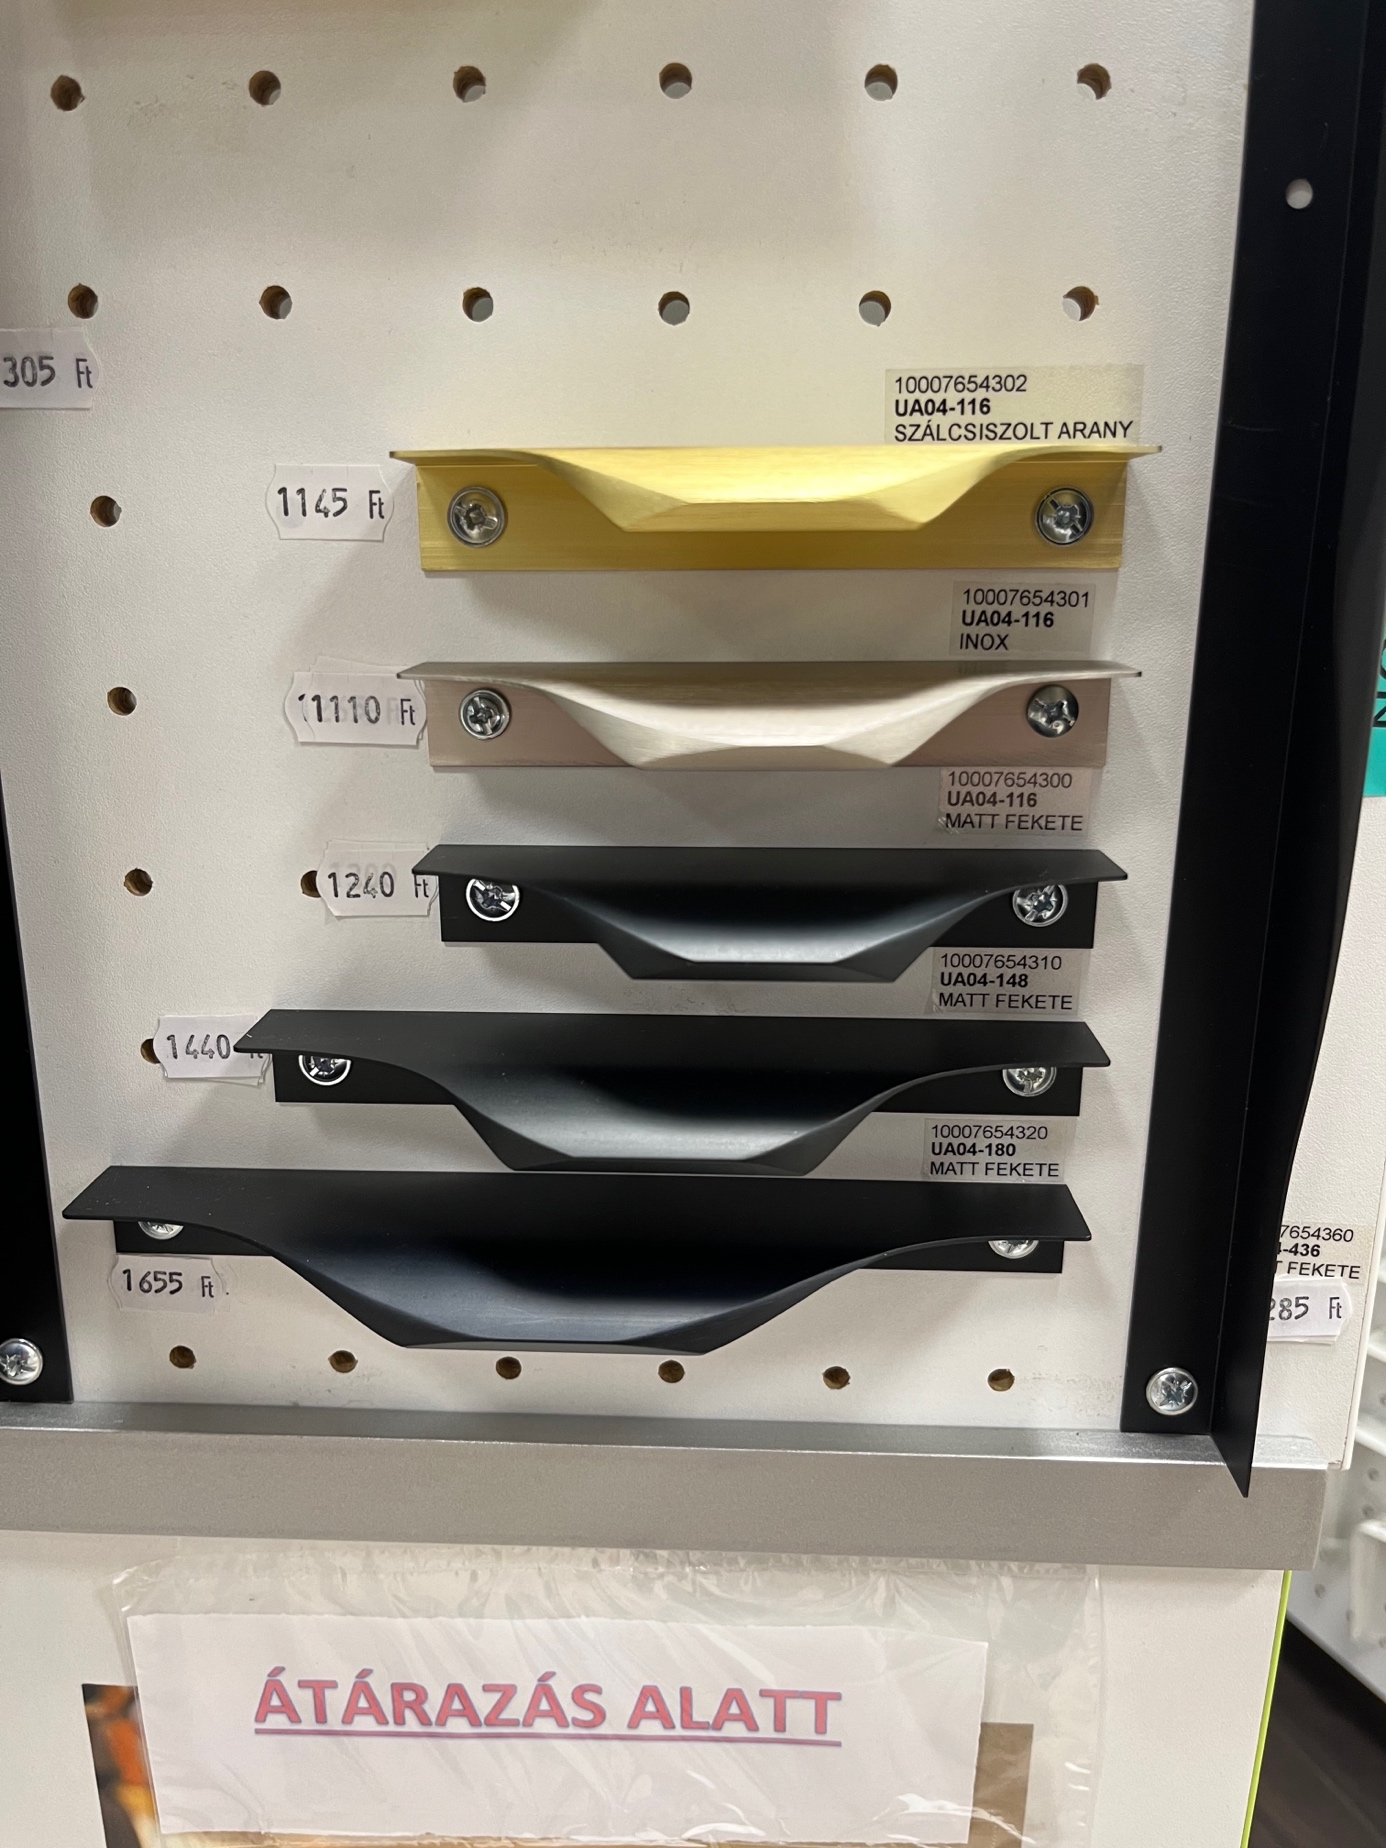 305 Ft
10007654302
UA04-116
SZÁLCSISZOLT ARANY
1145 Ft
10007654301
UA04-116
INOX
1110 Ft
10007654300
UA04-116
MATT FEKETE
1240 Ft
10007654310
UA04-148
MATT FEKETE
1440
10007654320
UA04-180
MATT FEKETE
1655 Ft
7654360
-436
T FEKETE
285 Ft
ÁTÁRAZÁS ALATT